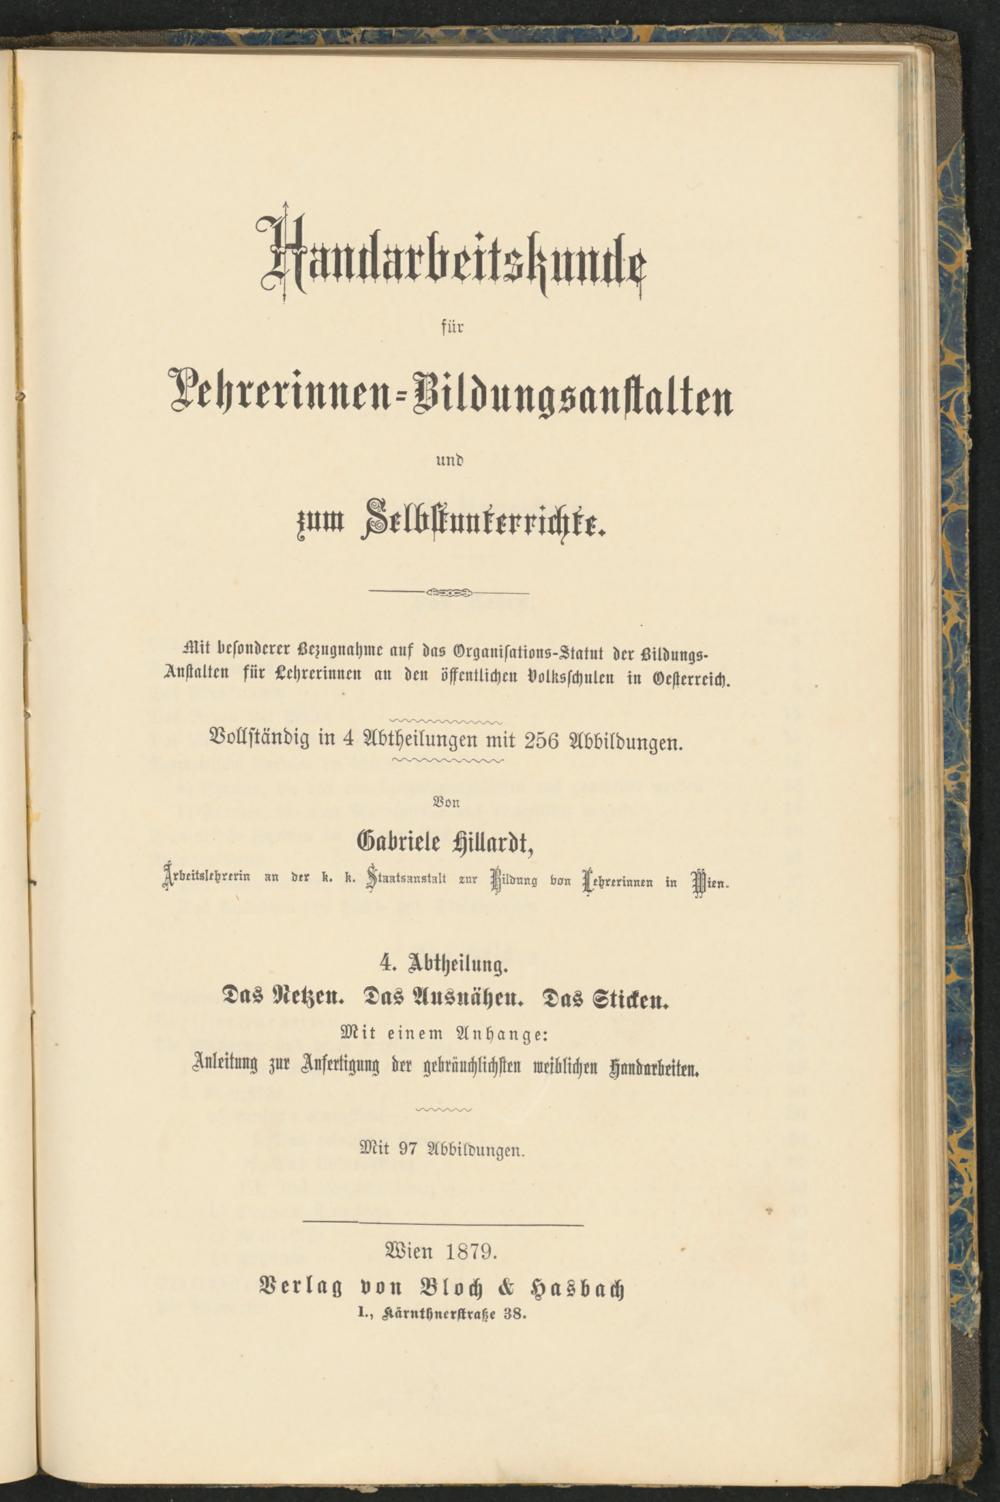 Handarbeitskunde
für
Lehrerinnen-Bildungsanstalten
und
zum Selbstunterrichte.
Mit besonderer Bezugnahme auf das Organisations-Statut der Bildungs-
Anstalten für Lehrerinnen an den öffentlichen Volksschulen in Oesterreich.
Vollständig in 4 Abtheilungen mit 256 Abbildungen.
Von
Gabriele Hillardt,
Arbeitslehrerin an der k. k. Staatsanstalt zur Bildung von Lehrerinnen in Wien.
4. Abtheilung.
Das Netzen. Das Ausnähen. Das Sticken.
Mit einem Anhange:
Anleitung zur Anfertigung der gebräuchlichsten weiblichen Handarbeiten.
Mit 97 Abbildungen.
Wien 1879.
Verlag von Bloch & Hasbach
I., Kärnthnerstraße 38.